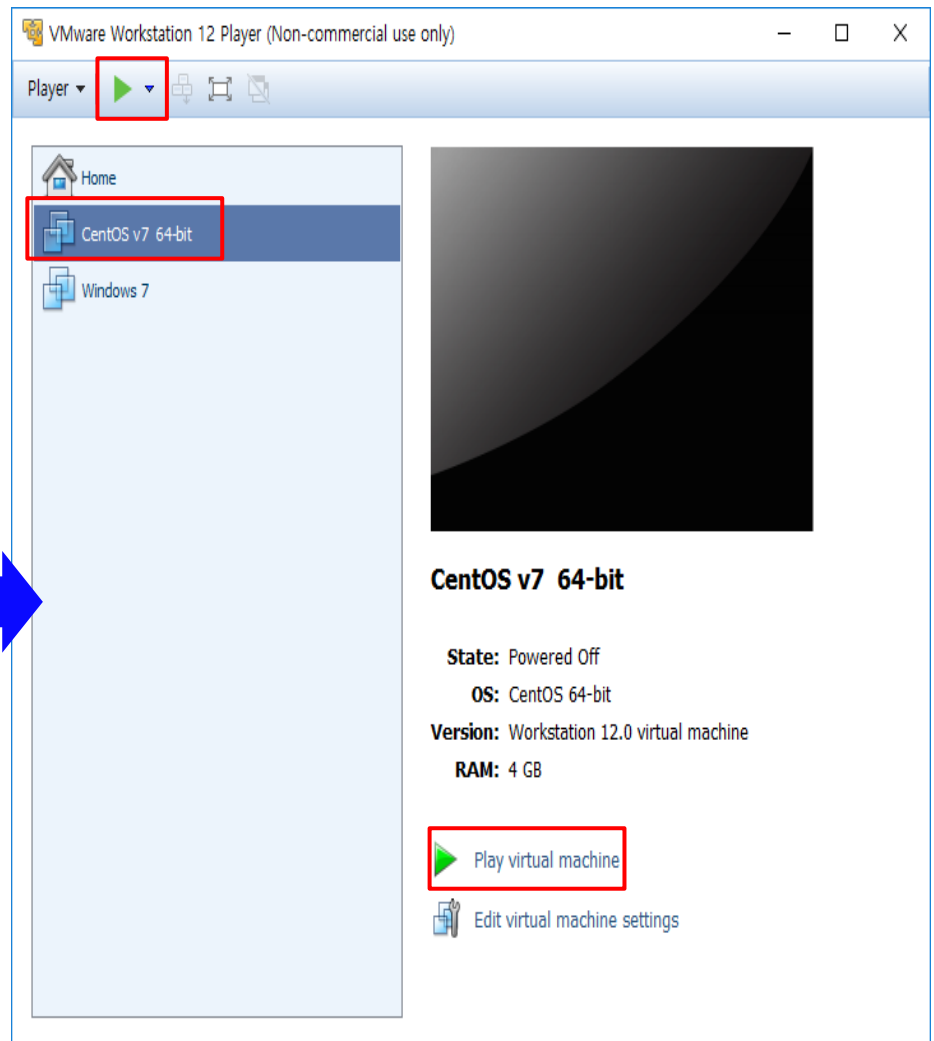 VMware Workstation 12 Player (Non-commercial use only)
Player
Home
CentOS v7 64-bit
Windows 7
CentOS v7 64-bit
State: Powered Off
OS: CentOS 64-bit
Version: Workstation 12.0 virtual machine
RAM: 4 GB
Play virtual machine
Edit virtual machine settings